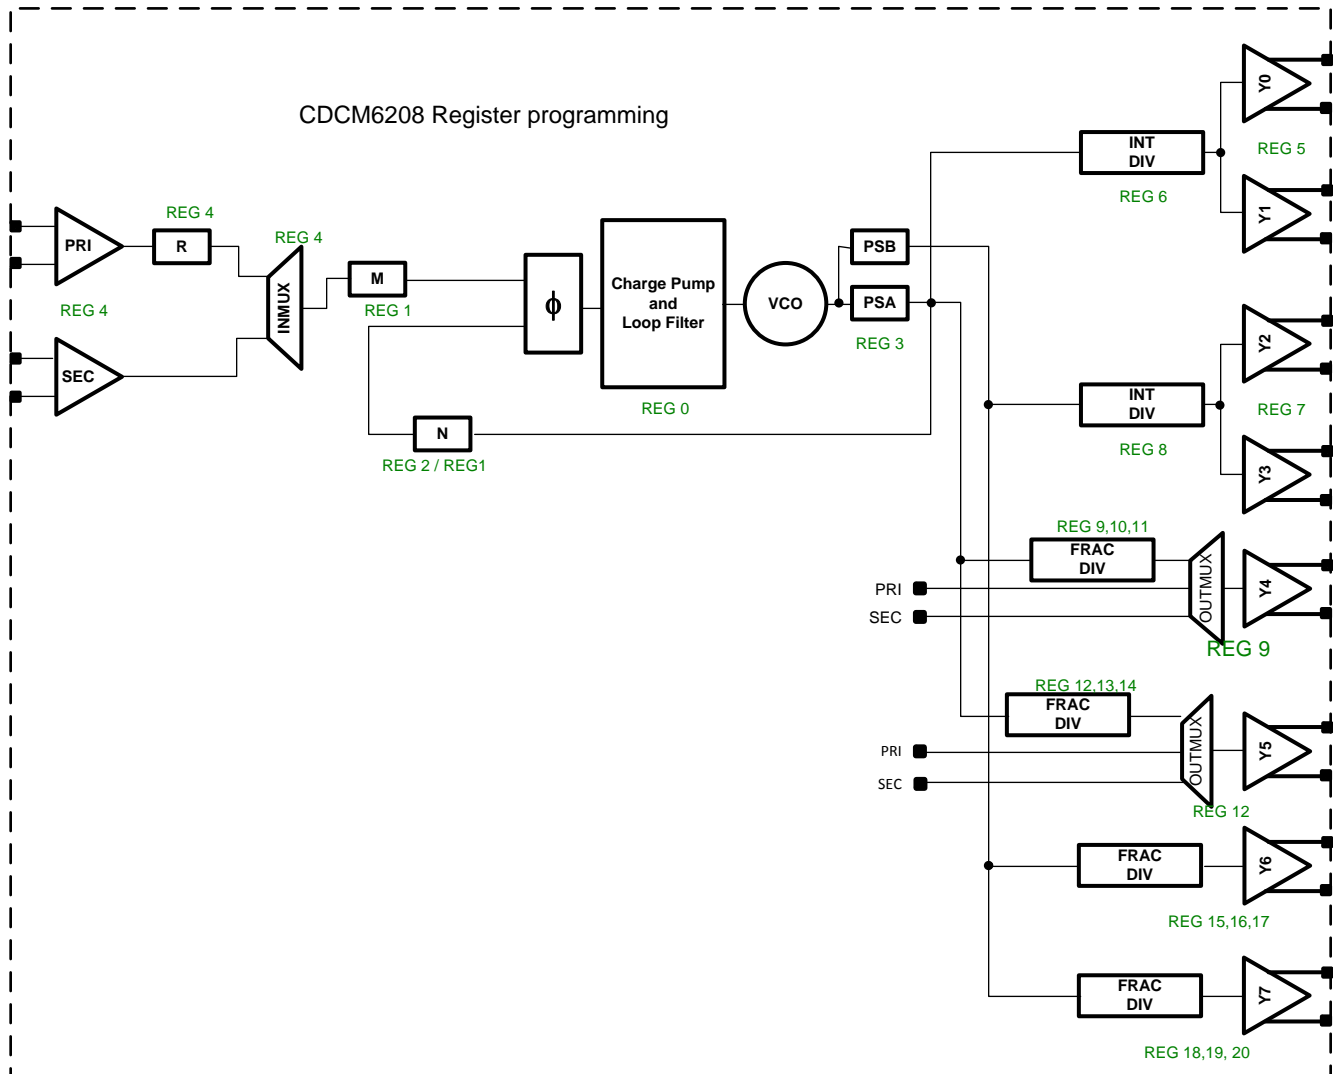 CDCM6208 Register programming
Y0
INT
DIV
REG 5
REG 6
Y1
REG 4
PRI
R
REG 4
REG 4
INMUX
M
REG 1
SEC
ϕ
Charge Pump
and
Loop Filter
REG 0
VCO
PSB
PSA
REG 3
N
REG 2 / REG1
Y2
INT
DIV
REG 7
REG 8
Y3
REG 9,10,11
FRAC
DIV
PRI
SEC
OUTMUX
Y4
REG 9
REG 12,13,14
FRAC
DIV
PRI
SEC
OUTMUX
Y5
REG 12
FRAC
DIV
Y6
REG 15,16,17
FRAC
DIV
Y7
REG 18,19, 20